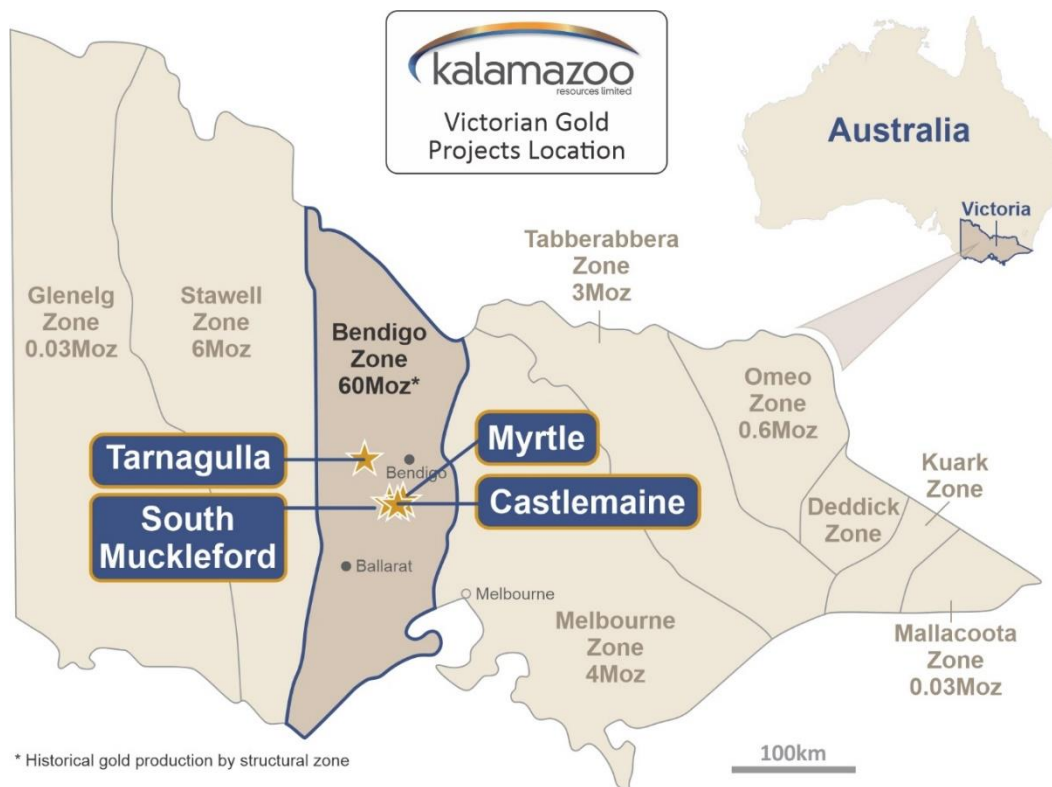 kalamazoo
resources limited
Victorian Gold
Projects Location
Australia
Victoria
Tabberabbera
Zone
3Moz
Glenelg
Zone
0.03Moz
Stawell
Zone
6Moz
Bendigo
Zone
60Moz*
Omeo
Zone
0.6Moz
Tarnagulla
Myrtle
Bendigo
Kuark
Zone
South
Muckleford
Castlemaine
Deddick
Zone
Ballarat
Melbourne
Melbourne
Zone
4Moz
Mallacoota
Zone
0.03Moz
* Historical gold production by structural zone
100km